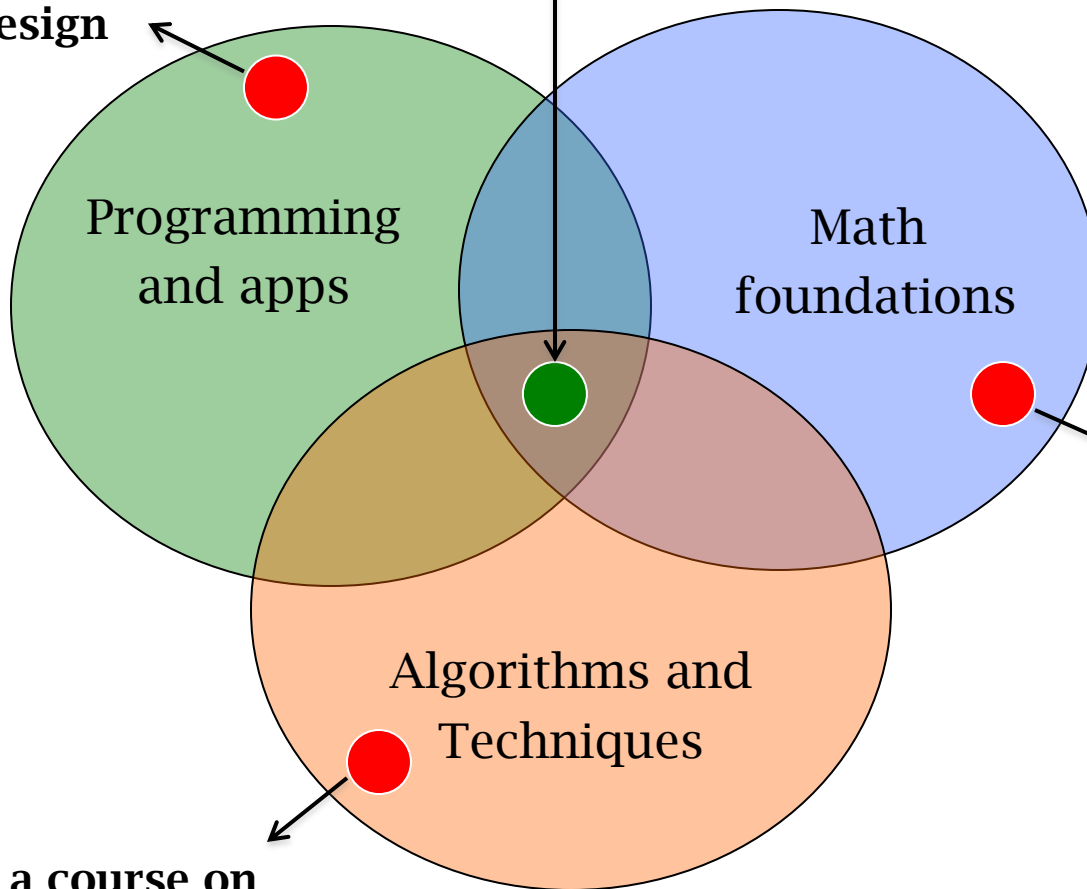 esign
Programming
and apps
Math
foundations
Algorithms and
Techniques
a course on